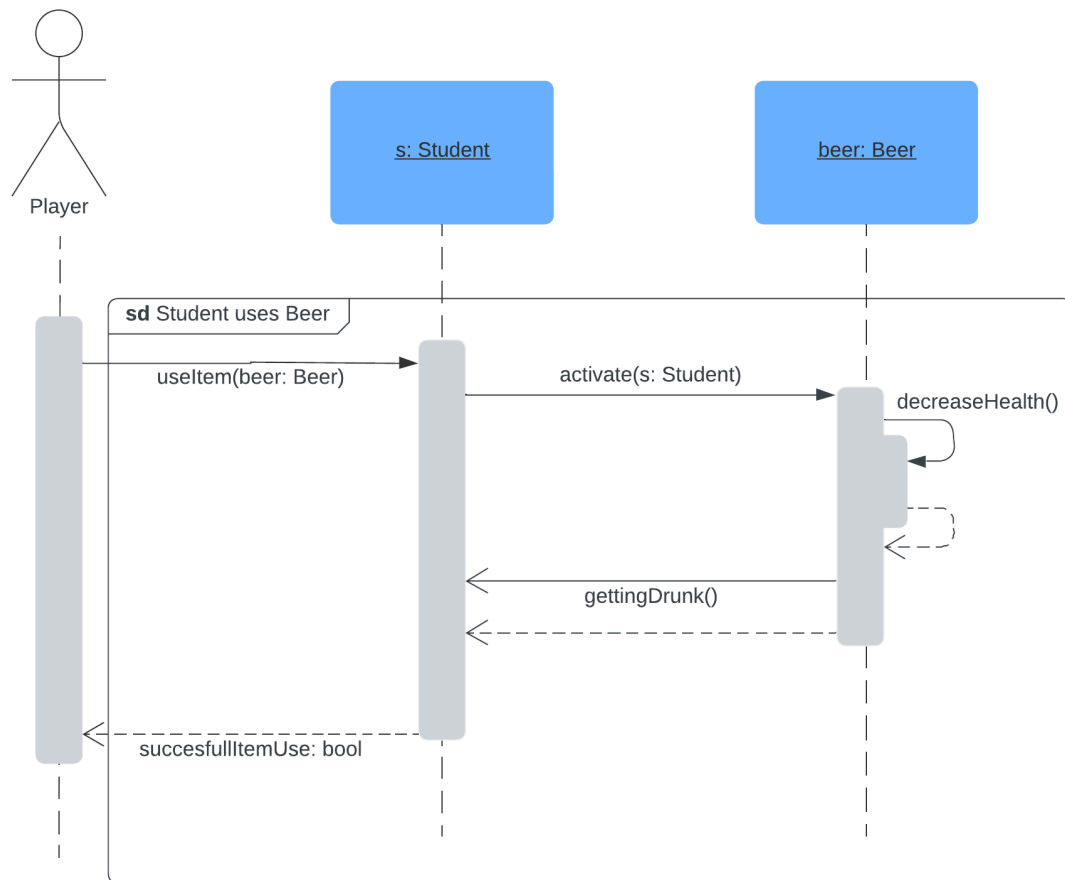 s: Student
beer: Beer
Player
sd Student uses Beer
useItem(beer: Beer)
activate(s: Student)
decreaseHealth()
gettingDrunk()
succesfullItemUse: bool